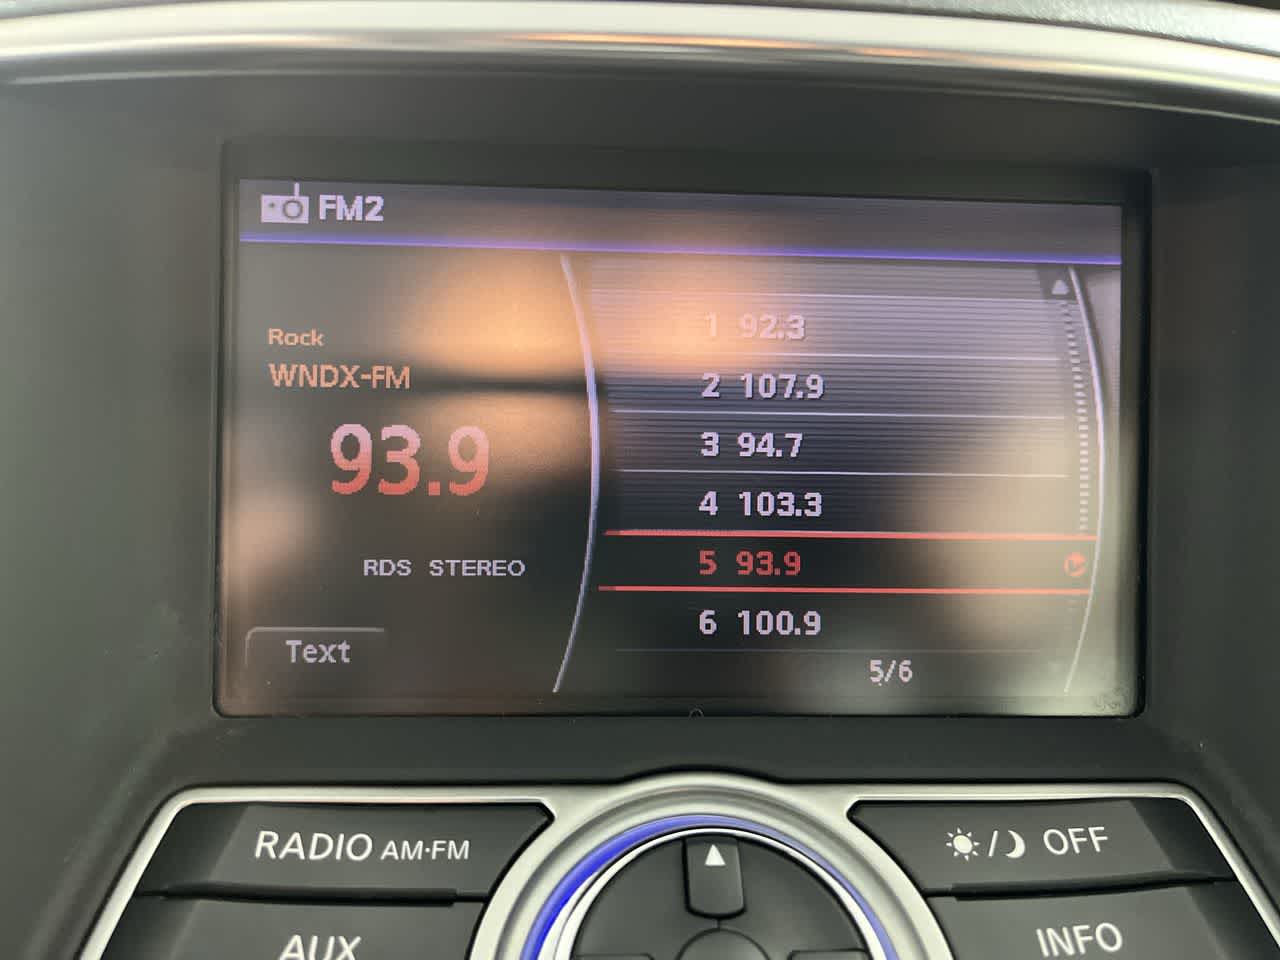 FM2
Rock
WNDX-FM
93.9
RDS STEREO
Text
1 92.3
2 107.9
3 94.7
4 103.3
5 93.9
6 100.9
5/6
RADIO AM·FM
/ OFF
AUX
INFO